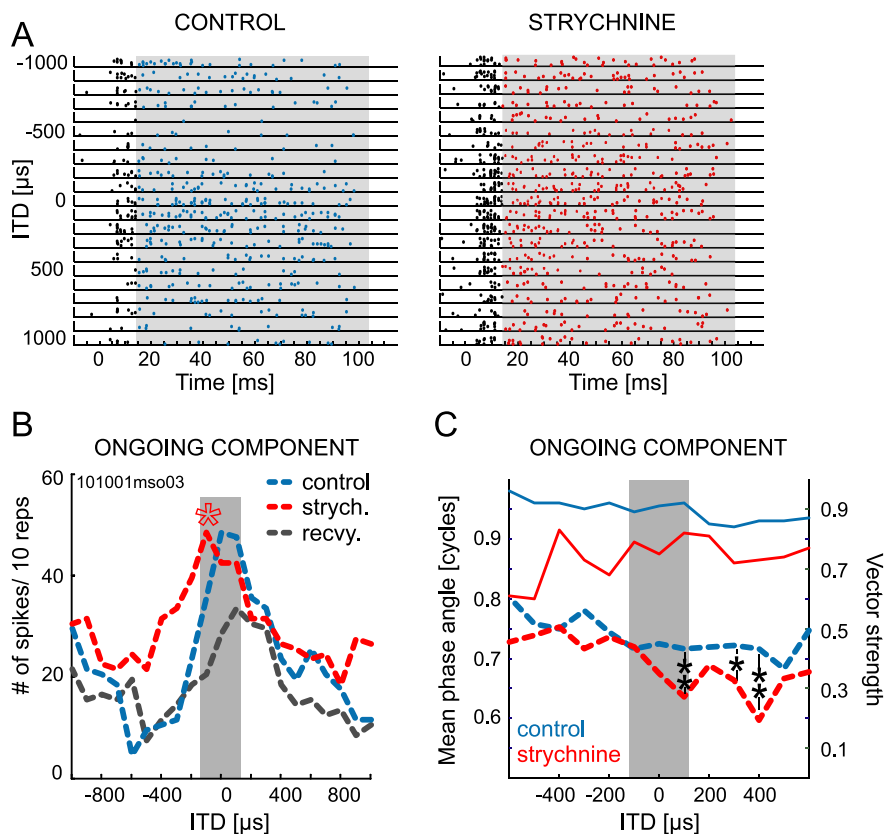 A
CONTROL
STRYCHNINE
ITD [µs]
-1000
-500
0
500
1000
0 20 40 60 80 100
Time [ms]
0 20 40 60 80 100
Time [ms]
B
ONGOING COMPONENT
101001mso03
control
strych.
recvy.
# of spikes/ 10 reps
60
40
20
0
-800 -400 0 400 800
ITD [µs]
C
ONGOING COMPONENT
Mean phase angle [cycles]
0.9
0.8
0.7
0.6
Vector strength
0.9
0.7
0.5
0.3
0.1
control
strychnine
-400 -200 0 200 400
ITD [µs]